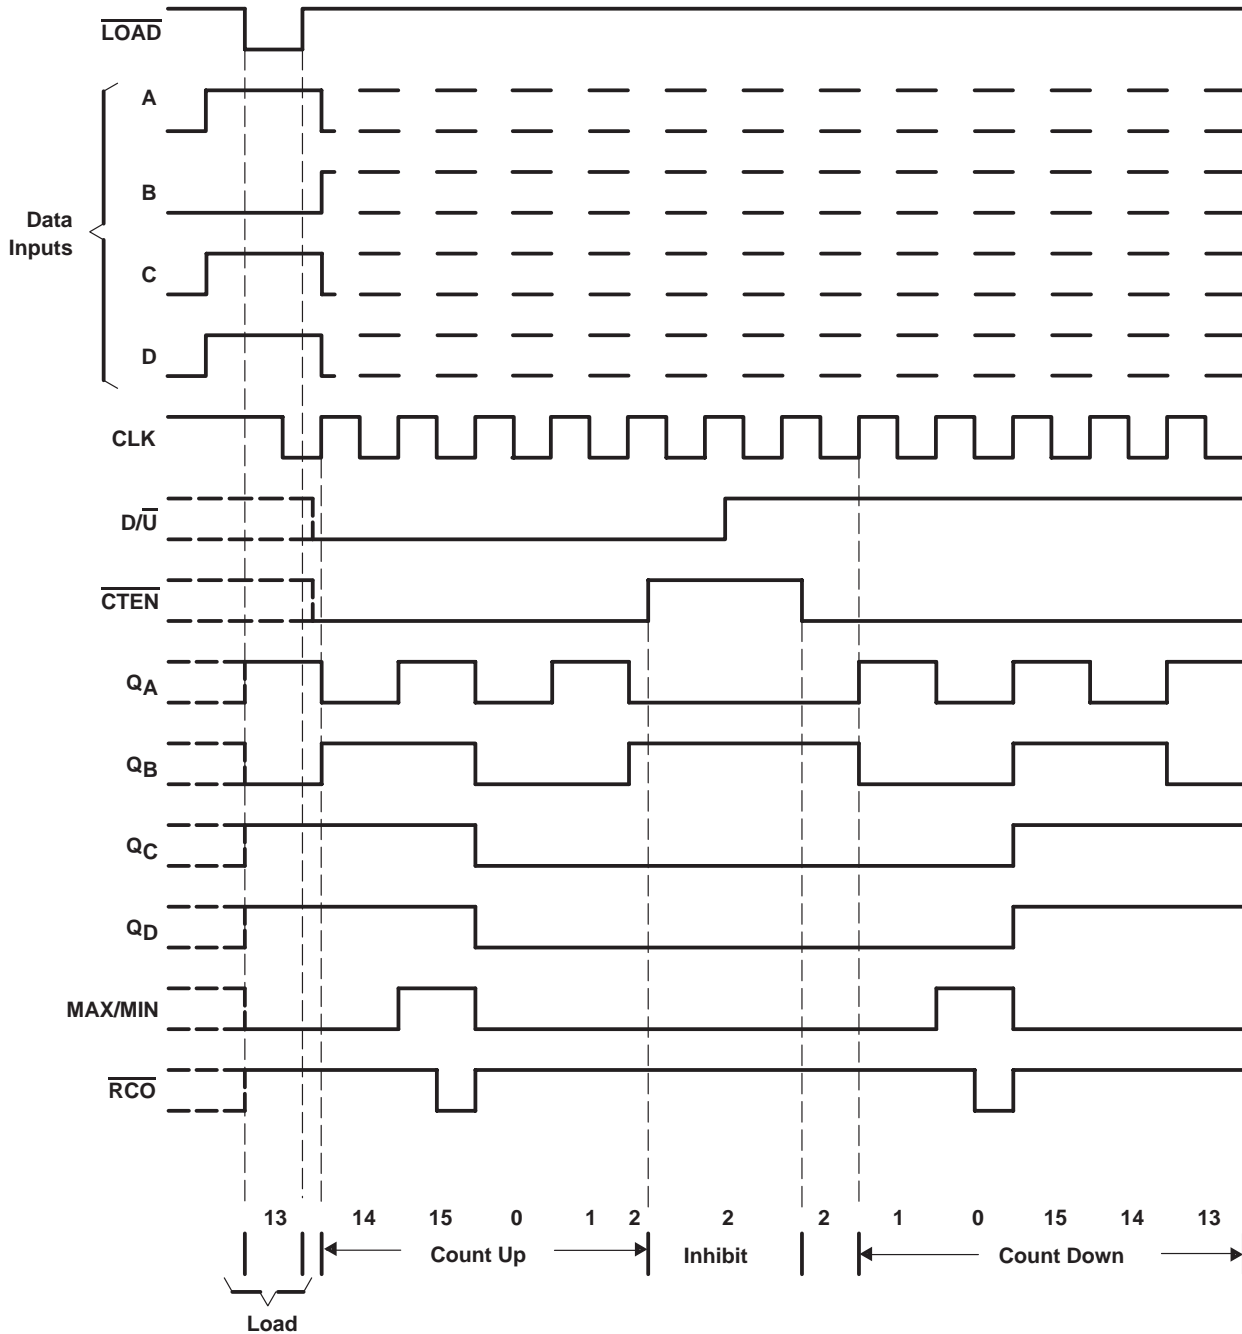 LOAD
A
B
Data
Inputs
C
D
CLK
D/U
CTEN
QA
QB
QC
QD
MAX/MIN
RCO
13 14 15 0 1 2 2 2 1 0 15 14 13
Count Up Inhibit Count Down
Load